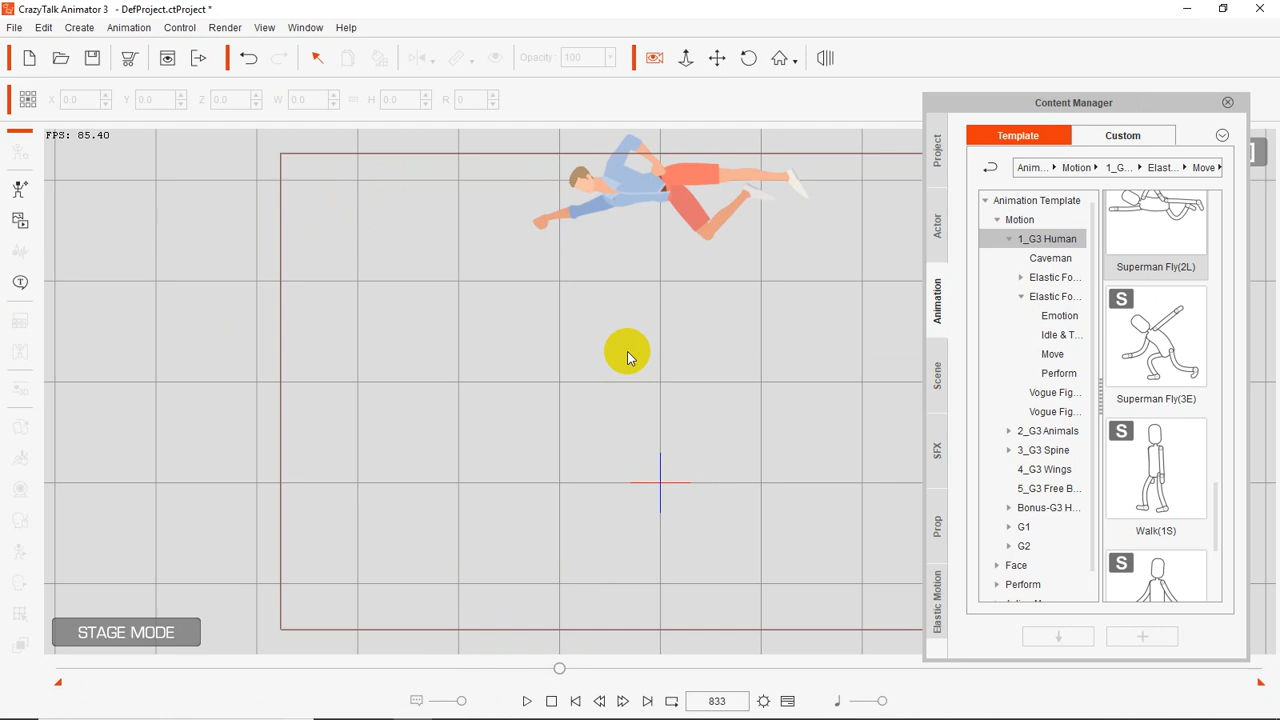 CrazyTalk Animator 3 - DefProject.ctProject *
File Edit Create Animation Control Render View Window Help
Opacity : 100
X 0.0 Y 0.0 Z 0.0 W 0.0 H 0.0 R 0
FPS: 85.40
Content Manager
Template Custom
Anim... Motion 1_G... Elast... Move
Project
Actor
Animation
Scene
SFX
Prop
Elastic Motion
Animation Template
Motion
1_G3 Human
Caveman
Elastic Fo...
Elastic Fo...
Emotion
Idle & T...
Move
Perform
Vogue Fig...
Vogue Fig...
2_G3 Animals
3_G3 Spine
4_G3 Wings
5_G3 Free B...
Bonus-G3 H...
G1
G2
Face
Perform
Superman Fly(2L)
S
Superman Fly(3E)
S
Walk(1S)
S
STAGE MODE
833